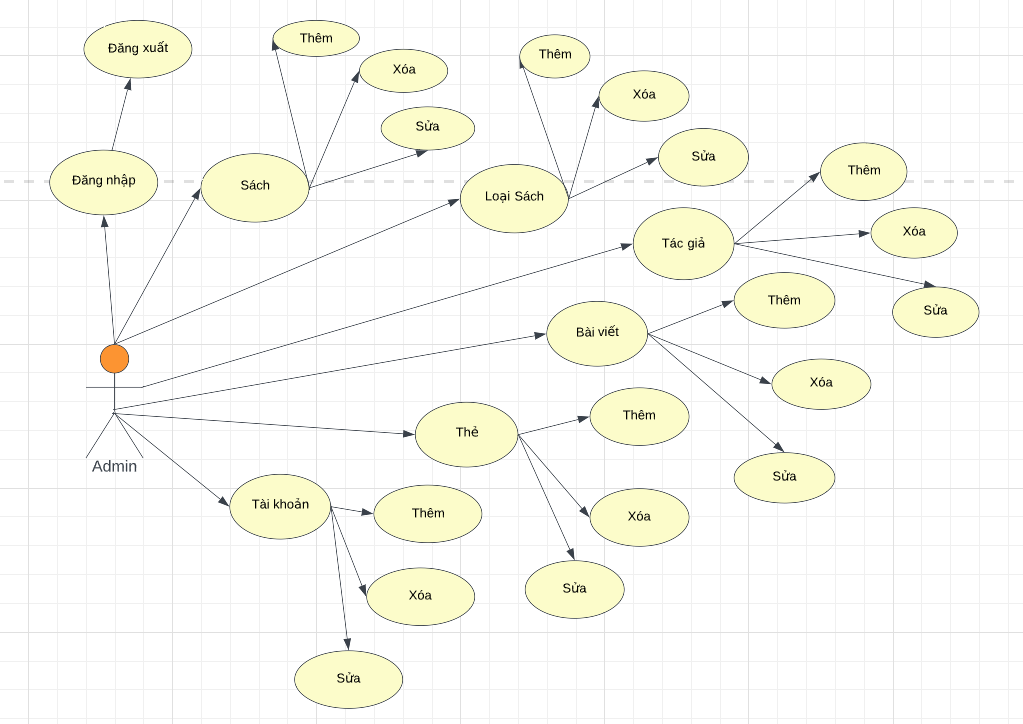 Đăng xuất
Thêm
Xóa
Sửa
Đăng nhập
Sách
Thêm
Xóa
Sửa
Loại Sách
Thêm
Xóa
Sửa
Tác giả
Thêm
Xóa
Sửa
Bài viết
Thêm
Xóa
Sửa
Thẻ
Admin
Thêm
Xóa
Sửa
Tài khoản